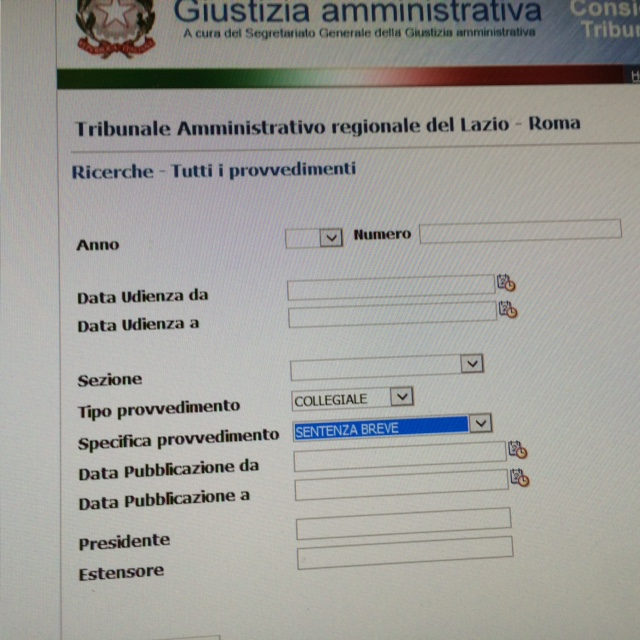 Giustizia amministrativa
A cura del Segretariato Generale della Giustizia amministrativa
Tribunale Amministrativo regionale del Lazio - Roma
Ricerche - Tutti i provvedimenti
Anno Numero
Data Udienza da
Data Udienza a
Sezione
Tipo provvedimento COLLEGIALE
Specifica provvedimento SENTENZA BREVE
Data Pubblicazione da
Data Pubblicazione a
Presidente
Estensore